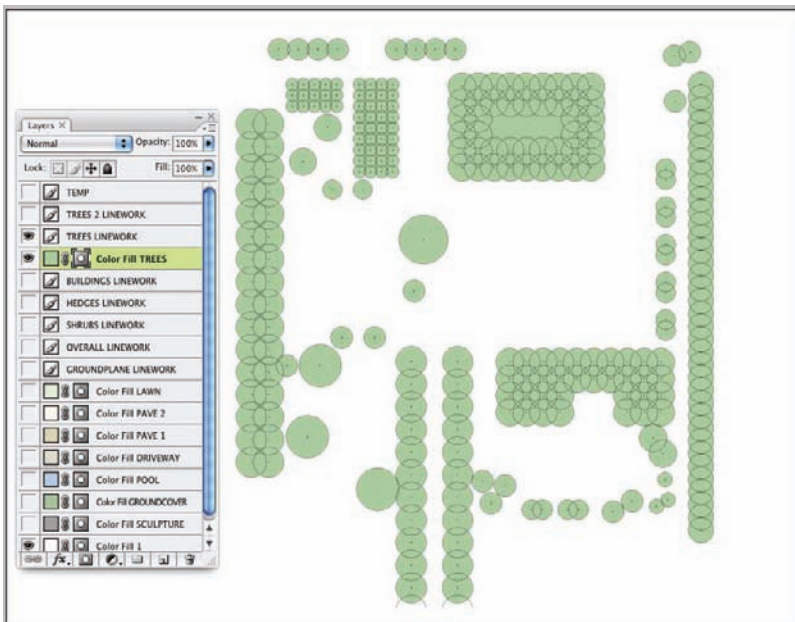 Layers ×
Normal Opacity: 100%
Lock: Fill: 100%
TEMP
TREES 2 LINEWORK
TREES LINEWORK
Color Fill TREES
BUILDINGS LINEWORK
HEDGES LINEWORK
SHRUBS LINEWORK
OVERALL LINEWORK
GROUNDPLANE LINEWORK
Color Fill LAWN
Color Fill PAVE 2
Color Fill PAVE 1
Color Fill DRIVEWAY
Color Fill POOL
Color Fill GROUNDCOVER
Color Fill SCULPTURE
Color Fill 1
fx.